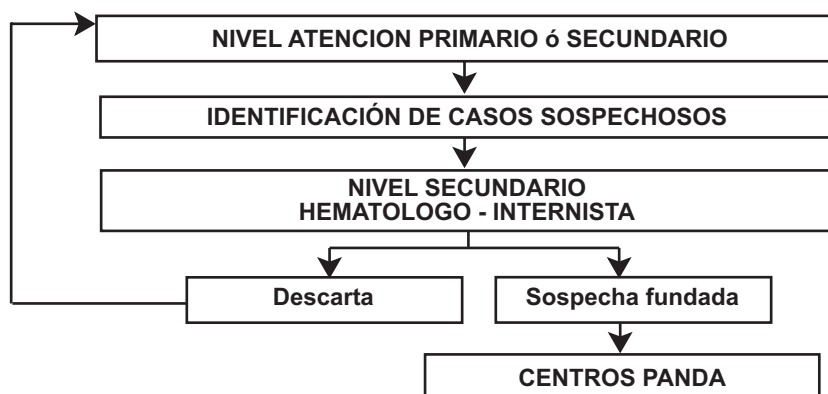 NIVEL ATENCION PRIMARIO ó SECUNDARIO
IDENTIFICACIÓN DE CASOS SOSPECHOSOS
NIVEL SECUNDARIO
HEMATOLOGO - INTERNISTA
Descarta
Sospecha fundada
CENTROS PANDA